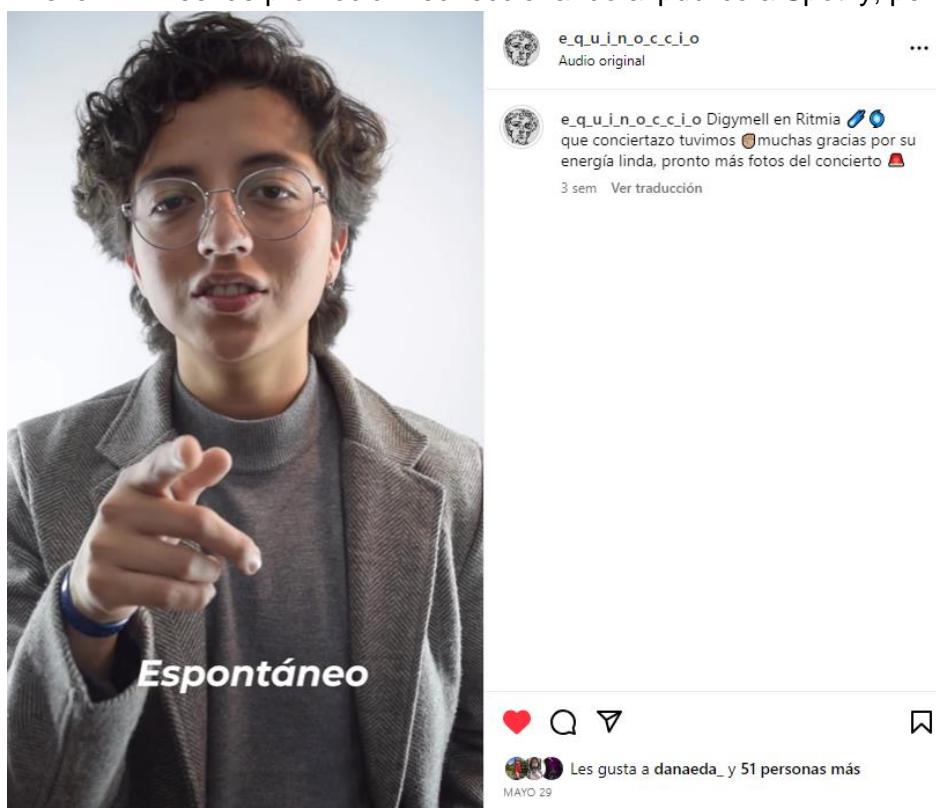 e_q_u_i_n_o_c_c_i_o
Audio original
e_q_u_i_n_o_c_c_i_o Digymell en Ritmia
que conciertazo tuvimos muchas gracias por su
energía linda, pronto más fotos del concierto
3 sem Ver traducción
Espontáneo
Les gusta a danaeda_ y 51 personas más
MAYO 29